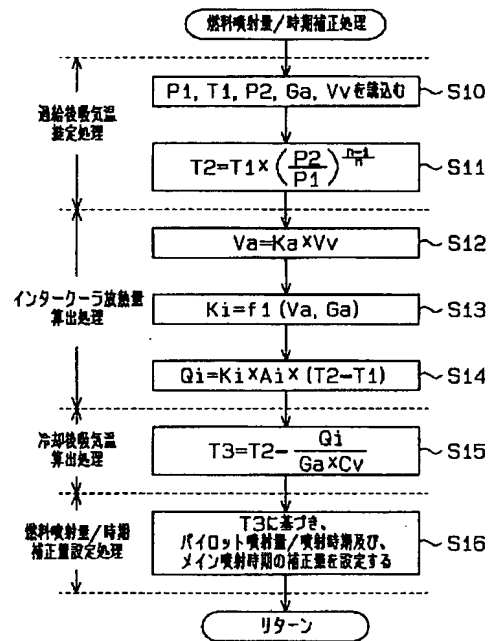 燃料噴射量/時期補正処理
P1, T1, P2, Ga, Vvを読込む
S10
過給後吸気温
推定処理
T2=T1×(P2/P1)^((n-1)/n)
S11
Va=Ka×Vv
S12
インタークーラ放熱量
算出処理
Ki=f1(Va, Ga)
S13
Qi=Ki×Ai×(T2-T1)
S14
冷却後吸気温
算出処理
T3=T2-Qi/(Ga×Cv)
S15
燃料噴射量/時期
補正量設定処理
T3に基づき、
パイロット噴射量/噴射時期及び、
メイン噴射時期の補正量を設定する
S16
リターン